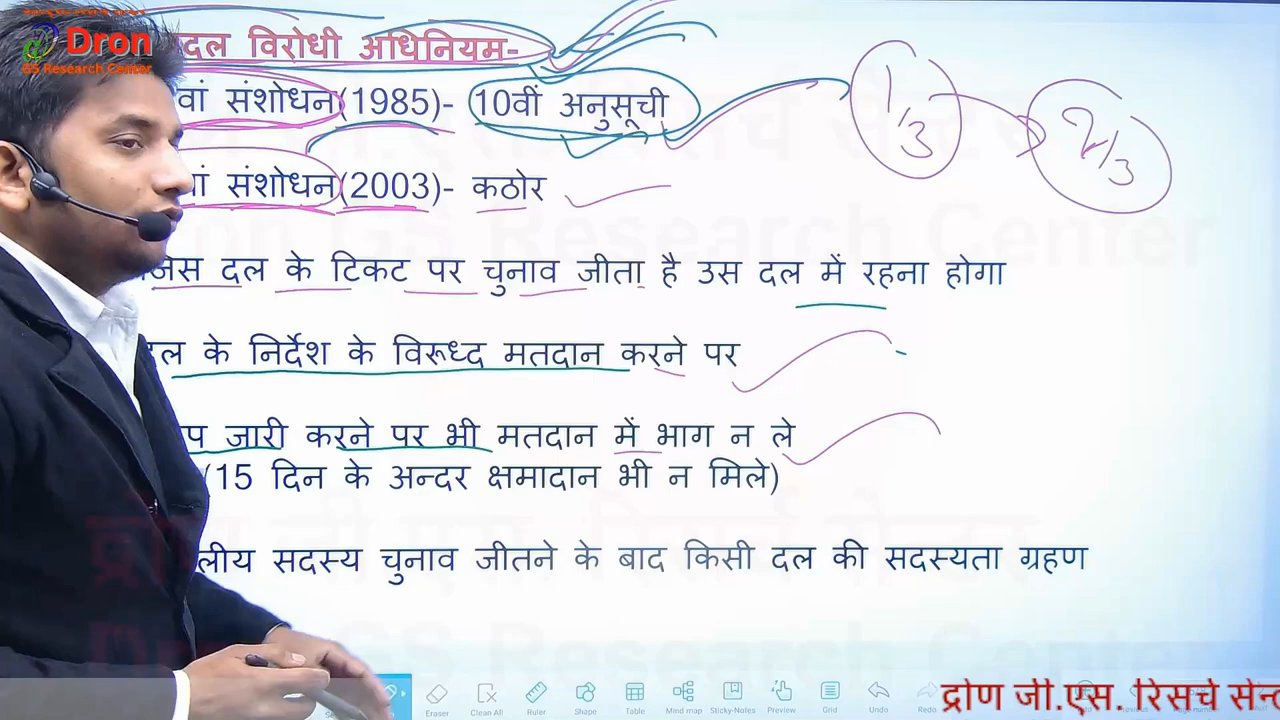 Dron
GS Research Center
दल विरोधी अधिनियम-
वां संशोधन(1985)- 10वीं अनुसूची
1/3
2/3
वां संशोधन(2003)- कठोर
जिस दल के टिकट पर चुनाव जीता है उस दल में रहना होगा
के निर्देश के विरूध्द मतदान करने पर
जारी करने पर भी मतदान में भाग न ले
(15 दिन के अन्दर क्षमादान भी न मिले)
सदस्य चुनाव जीतने के बाद किसी दल की सदस्यता ग्रहण
Eraser Clean All Ruler Shape Table Mind map Sticky-Notes Preview Grid Undo Redo
द्रोण जी.एस. रिसर्च सेन